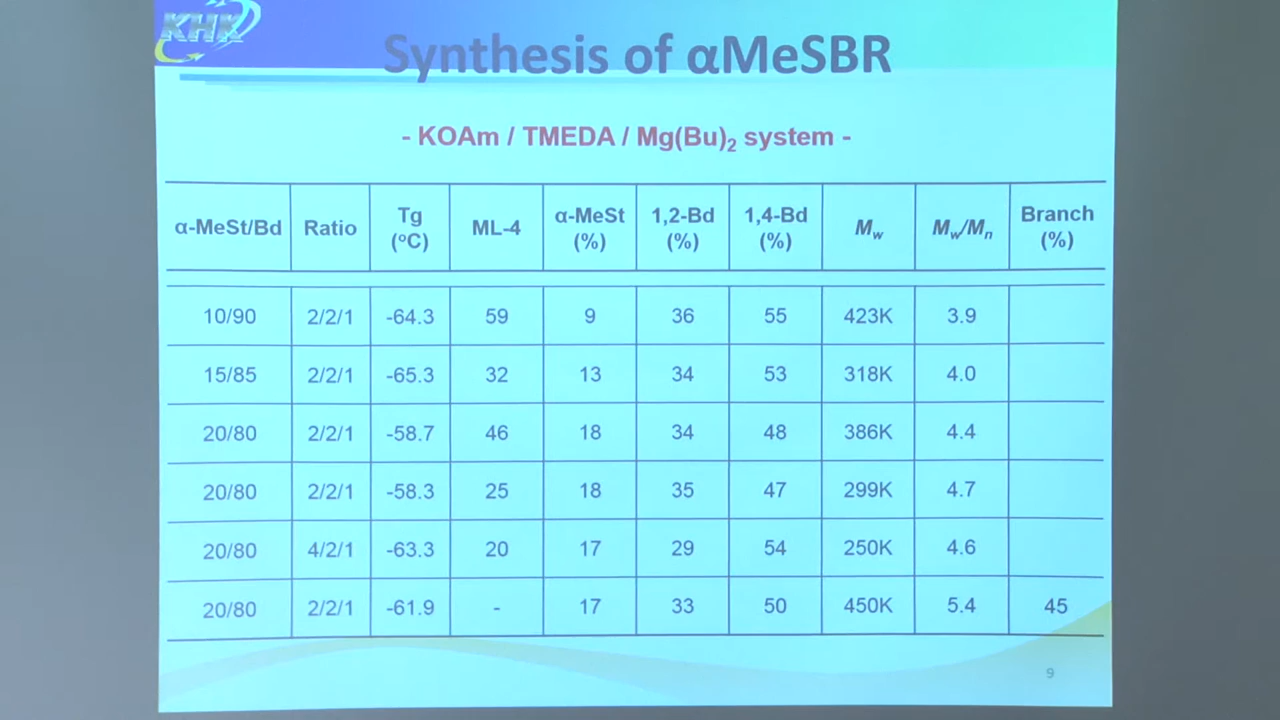 KHK
Synthesis of αMeSBR
- KOAm / TMEDA / Mg(Bu)₂ system -
α-MeSt/Bd Ratio Tg (°C) ML-4 α-MeSt (%) 1,2-Bd (%) 1,4-Bd (%) Mw Mw/Mn Branch (%)
10/90 2/2/1 -64.3 59 9 36 55 423K 3.9
15/85 2/2/1 -65.3 32 13 34 53 318K 4.0
20/80 2/2/1 -58.7 46 18 34 48 386K 4.4
20/80 2/2/1 -58.3 25 18 35 47 299K 4.7
20/80 4/2/1 -63.3 20 17 29 54 250K 4.6
20/80 2/2/1 -61.9 - 17 33 50 450K 5.4 45
9